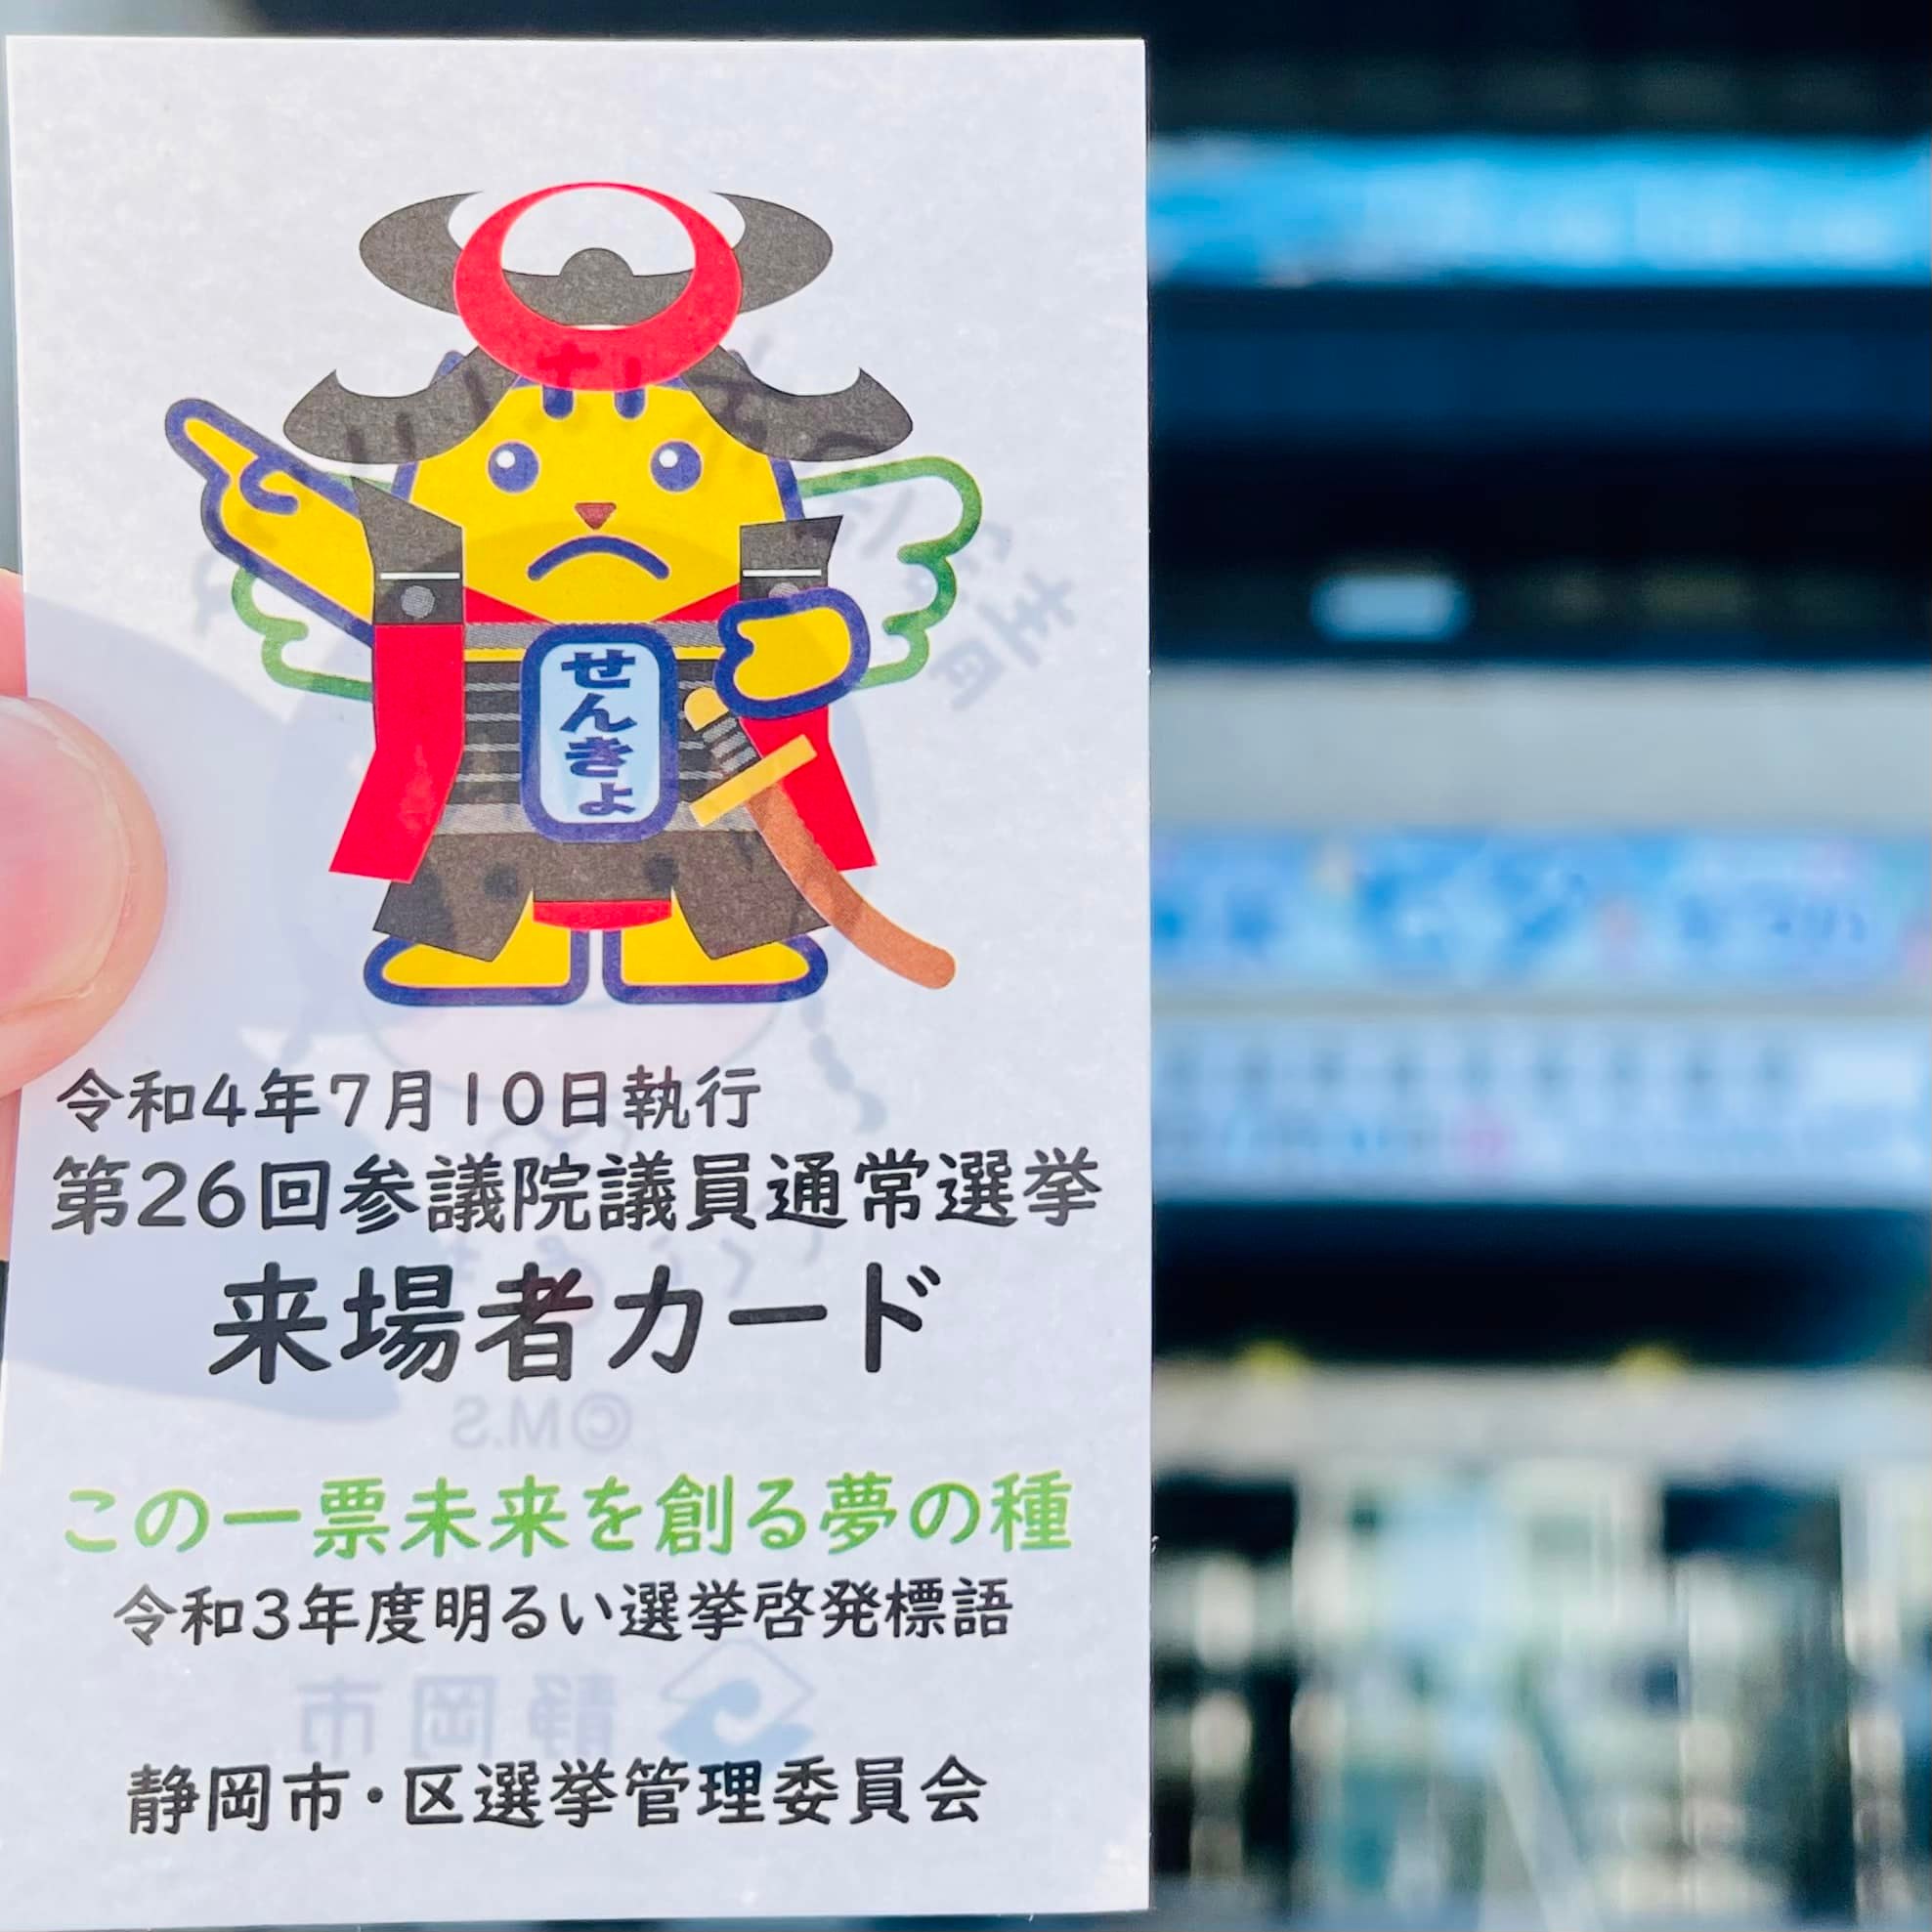 せんきょ
令和4年7月10日執行
第26回参議院議員通常選挙
来場者カード
©M.S
この一票未来を創る夢の種
令和3年度明るい選挙啓発標語
静岡市
静岡市・区選挙管理委員会